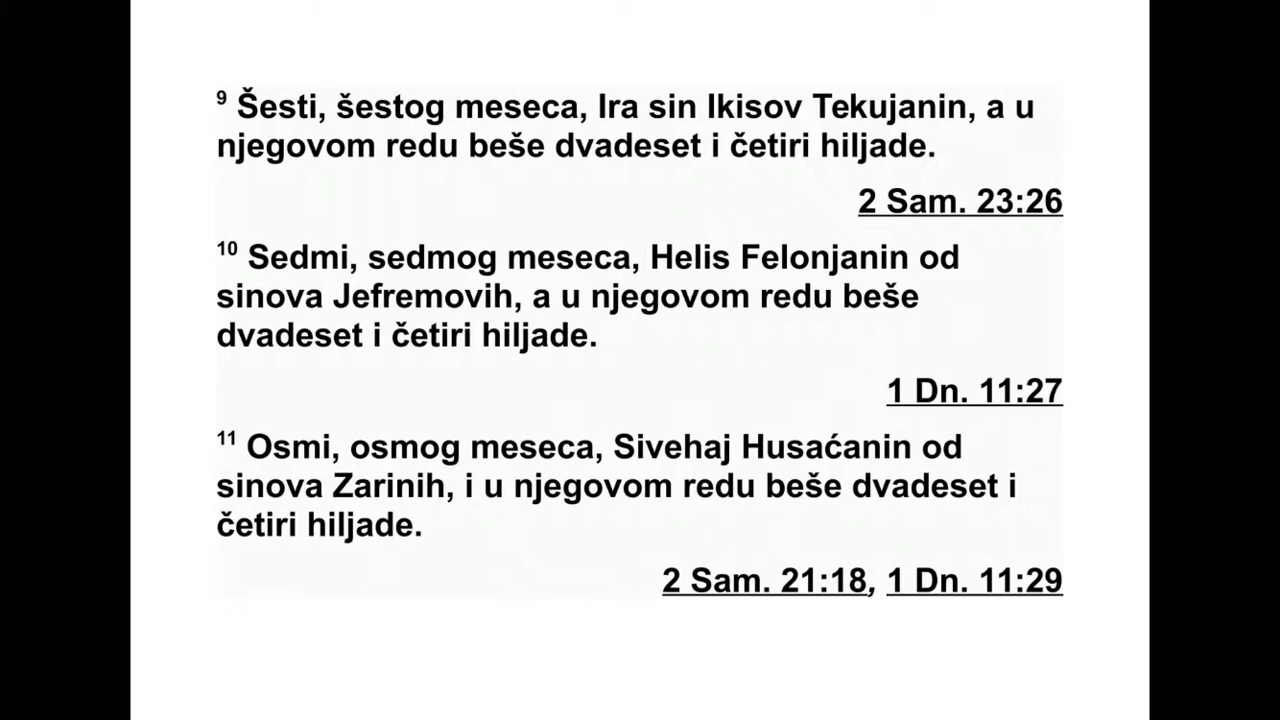 9 Šesti, šestog meseca, Ira sin Ikisov Tekujanin, a u
njegovom redu beše dvadeset i četiri hiljade.
2 Sam. 23:26
10 Sedmi, sedmog meseca, Helis Felonjanin od
sinova Jefremovih, a u njegovom redu beše
dvadeset i četiri hiljade.
1 Dn. 11:27
11 Osmi, osmog meseca, Sivehaj Husaćanin od
sinova Zarinih, i u njegovom redu beše dvadeset i
četiri hiljade.
2 Sam. 21:18, 1 Dn. 11:29